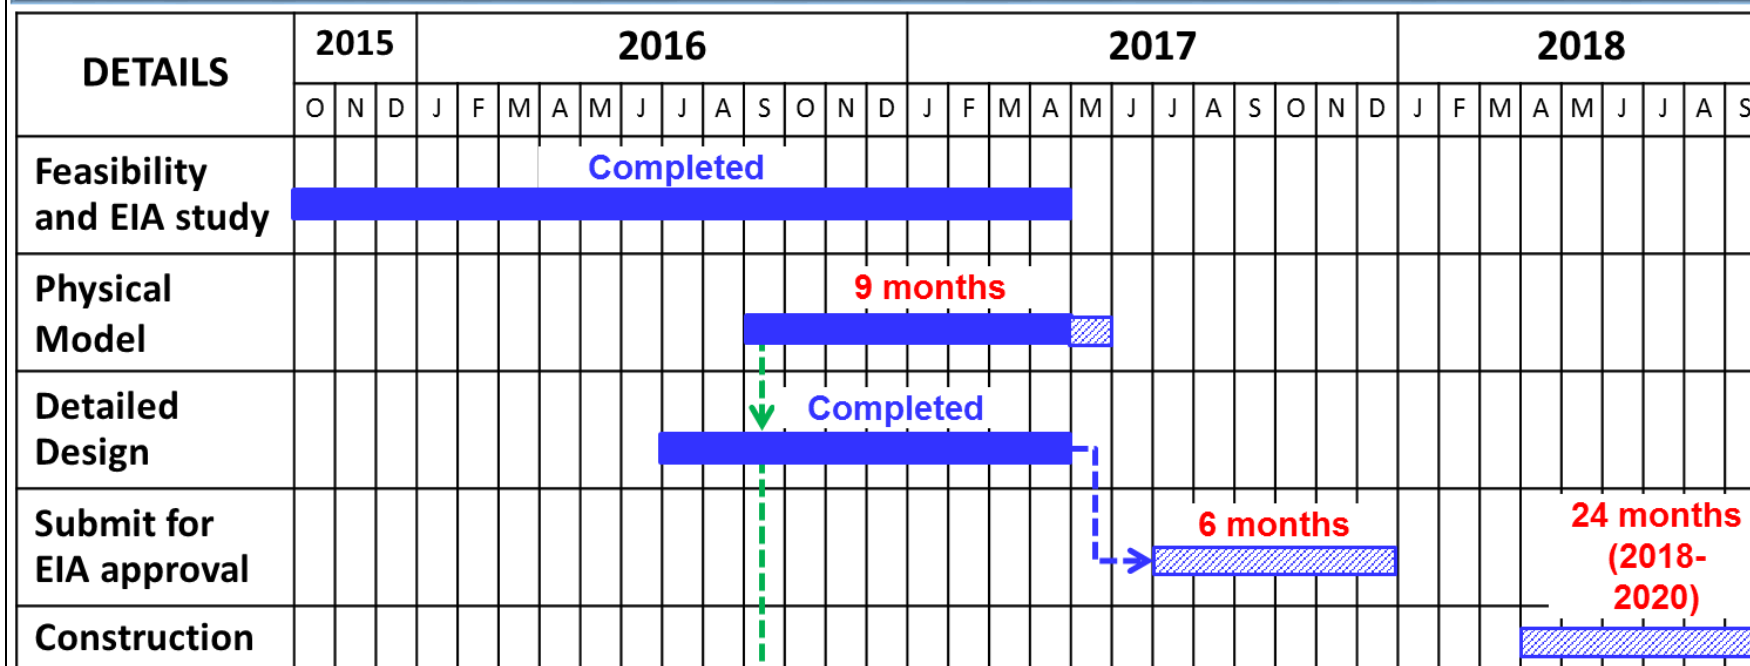 DETAILS
2015 2016 2017 2018
O N D J F M A M J J A S O N D J F M A M J J A S O N D J F M A M J J A S
Feasibility
and EIA study
Completed
Physical
Model
9 months
Detailed
Design
Completed
Submit for
EIA approval
6 months
24 months
(2018-
2020)
Construction